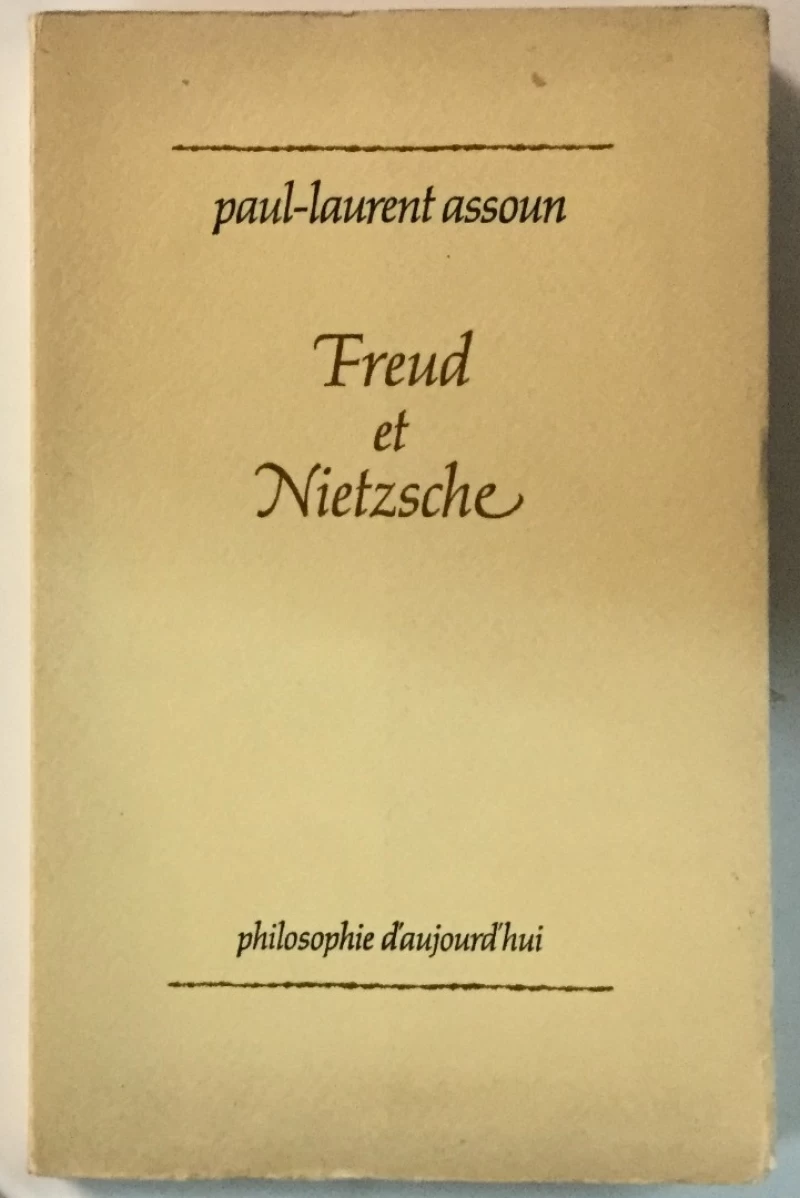 paul-laurent assoun
Freud
et
Nietzsche
philosophie d'aujourd'hui